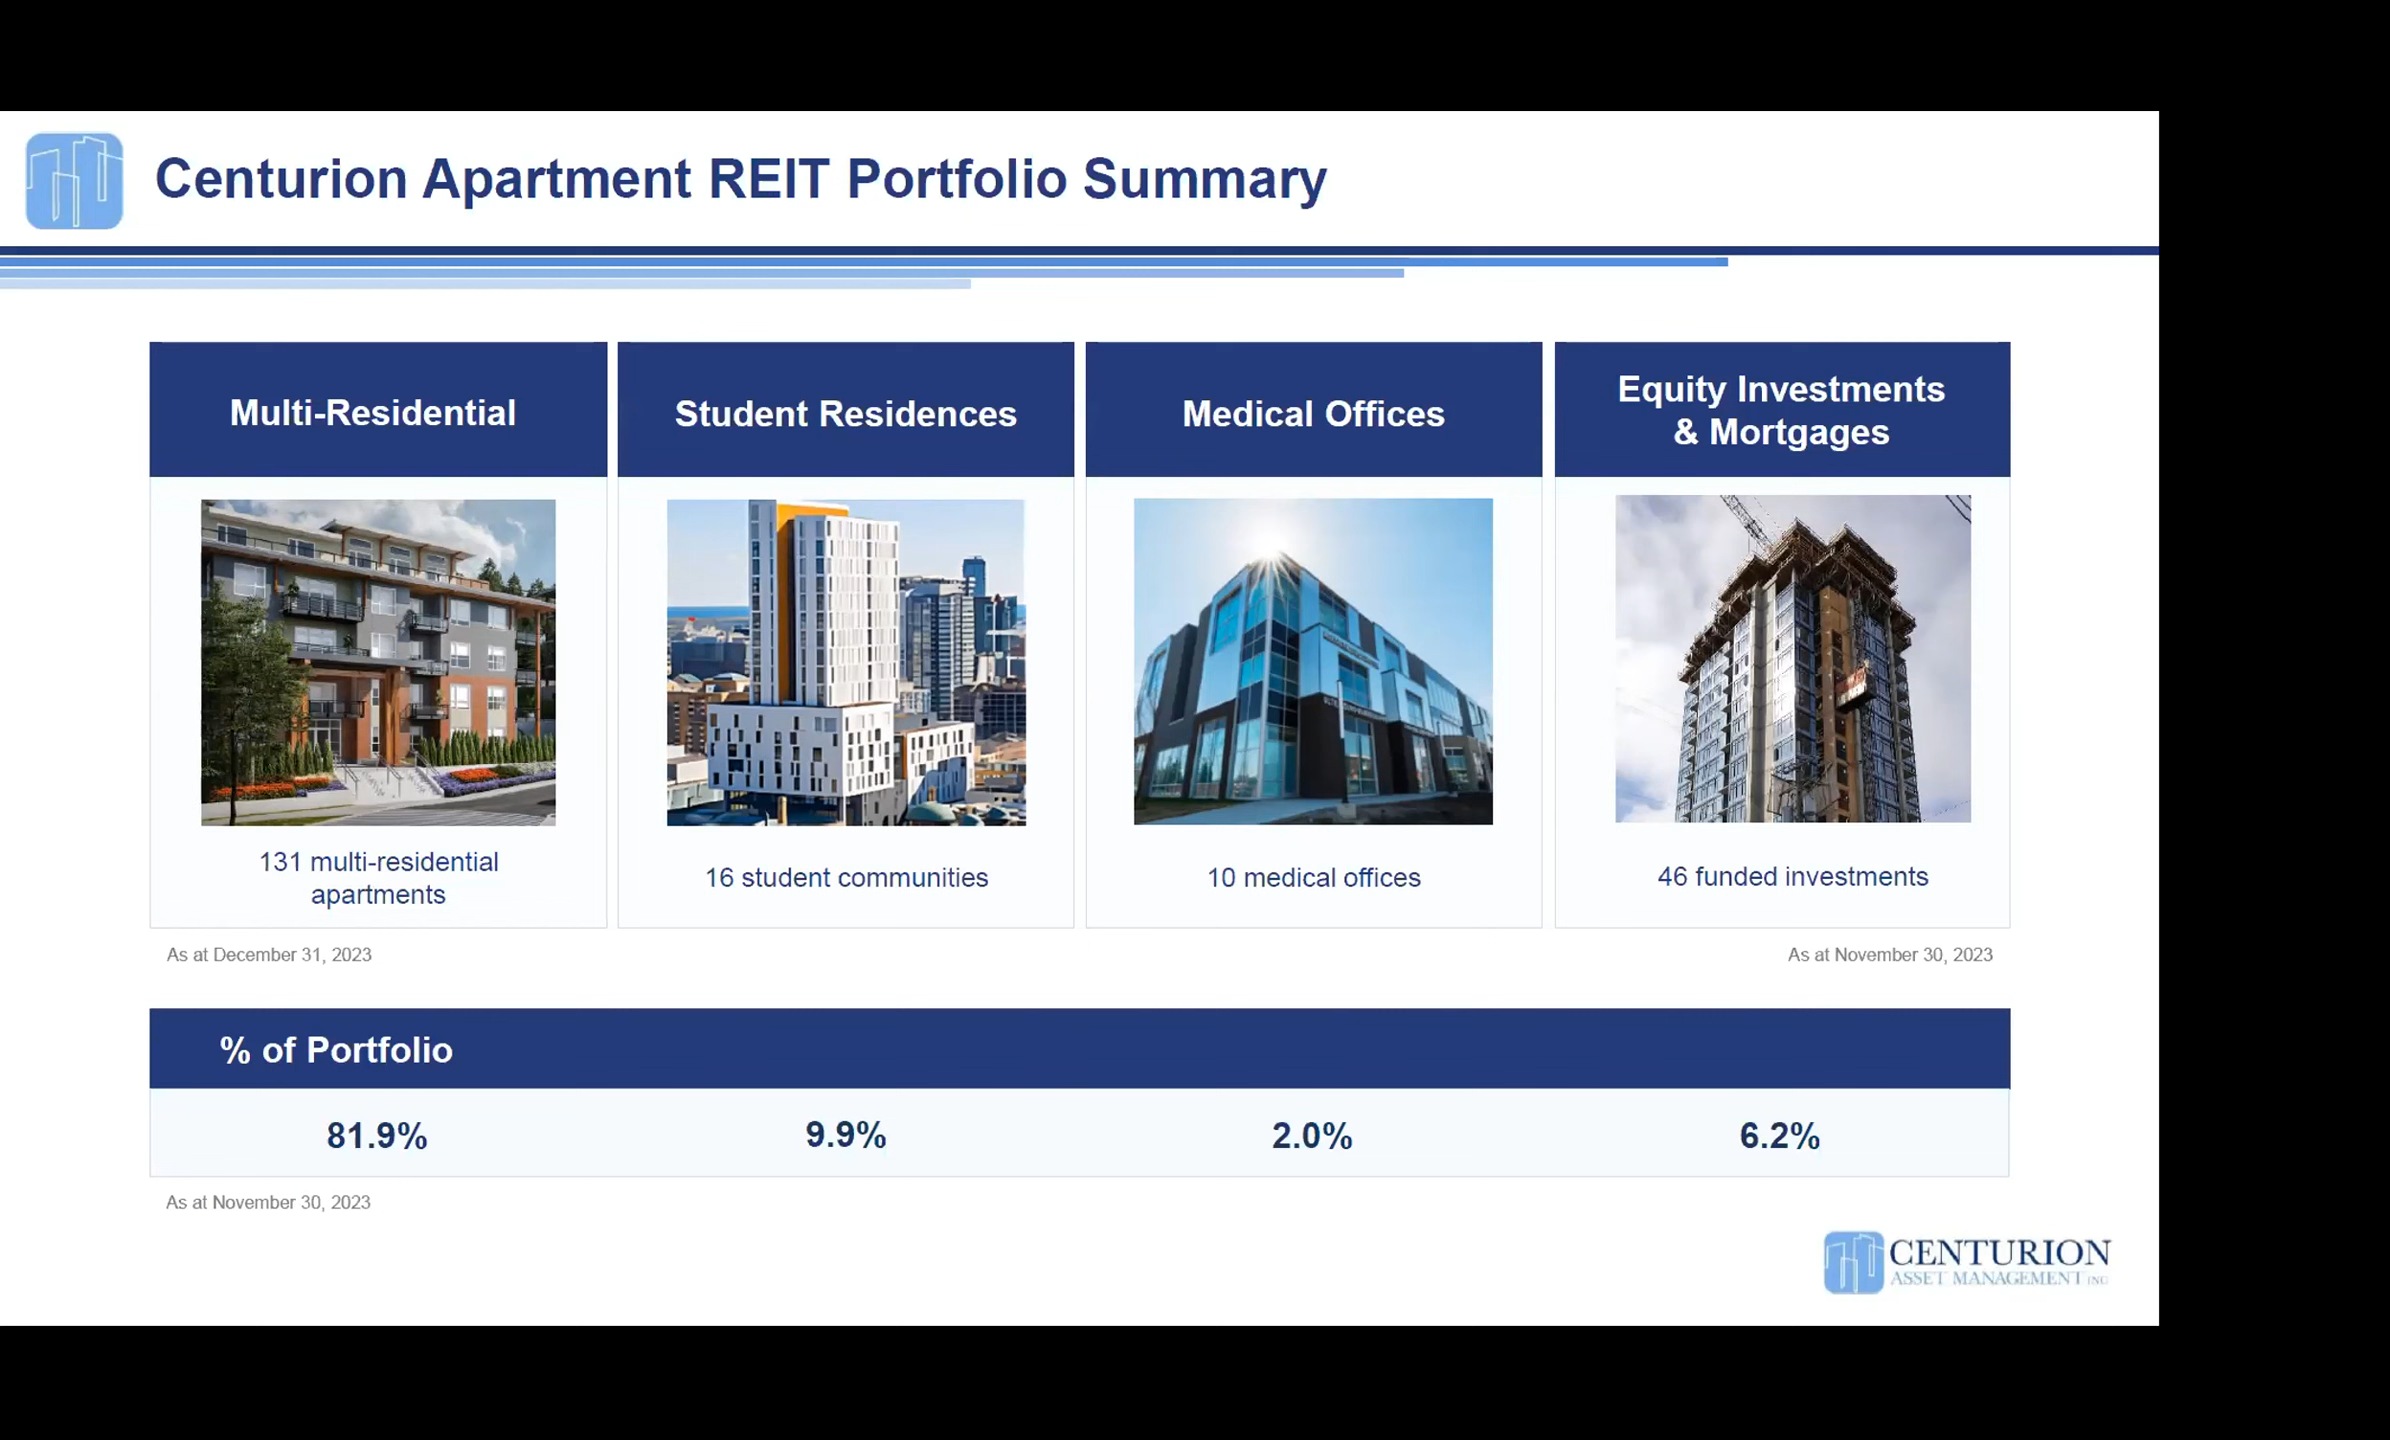 Centurion Apartment REIT Portfolio Summary
Multi-Residential
Student Residences
Medical Offices
Equity Investments
& Mortgages
131 multi-residential
apartments
16 student communities
10 medical offices
46 funded investments
As at December 31, 2023
As at November 30, 2023
% of Portfolio
81.9%
9.9%
2.0%
6.2%
As at November 30, 2023
CENTURION
ASSET MANAGEMENT INC